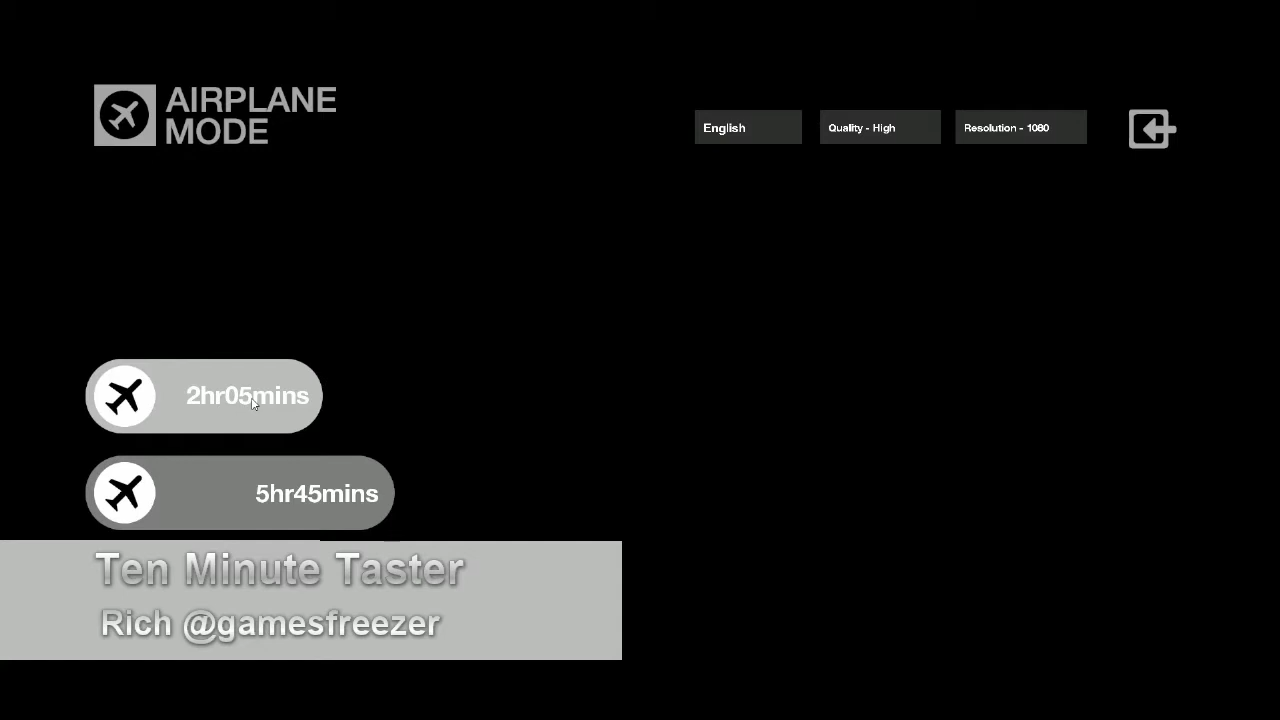 AIRPLANE
MODE
English
Quality - High
Resolution - 1080
2hr05mins
5hr45mins
Ten Minute Taster
Rich @gamesfreezer